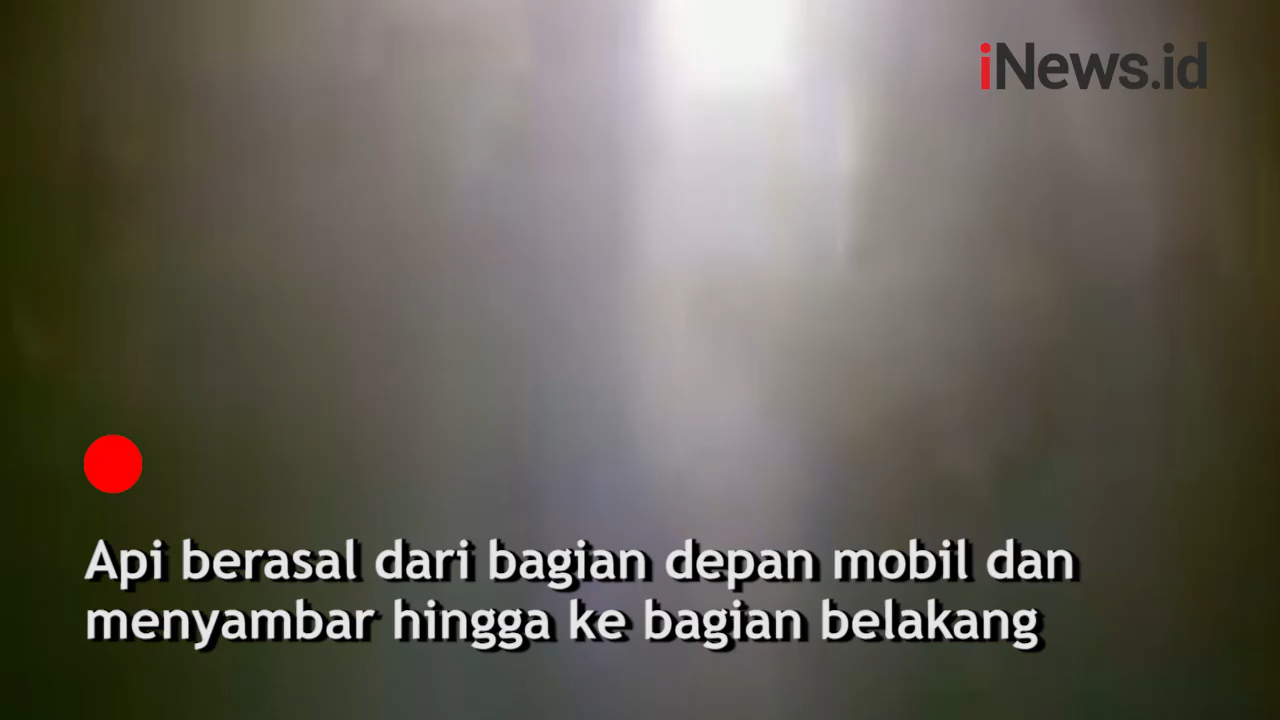 iNews.id
Api berasal dari bagian depan mobil dan
menyambar hingga ke bagian belakang